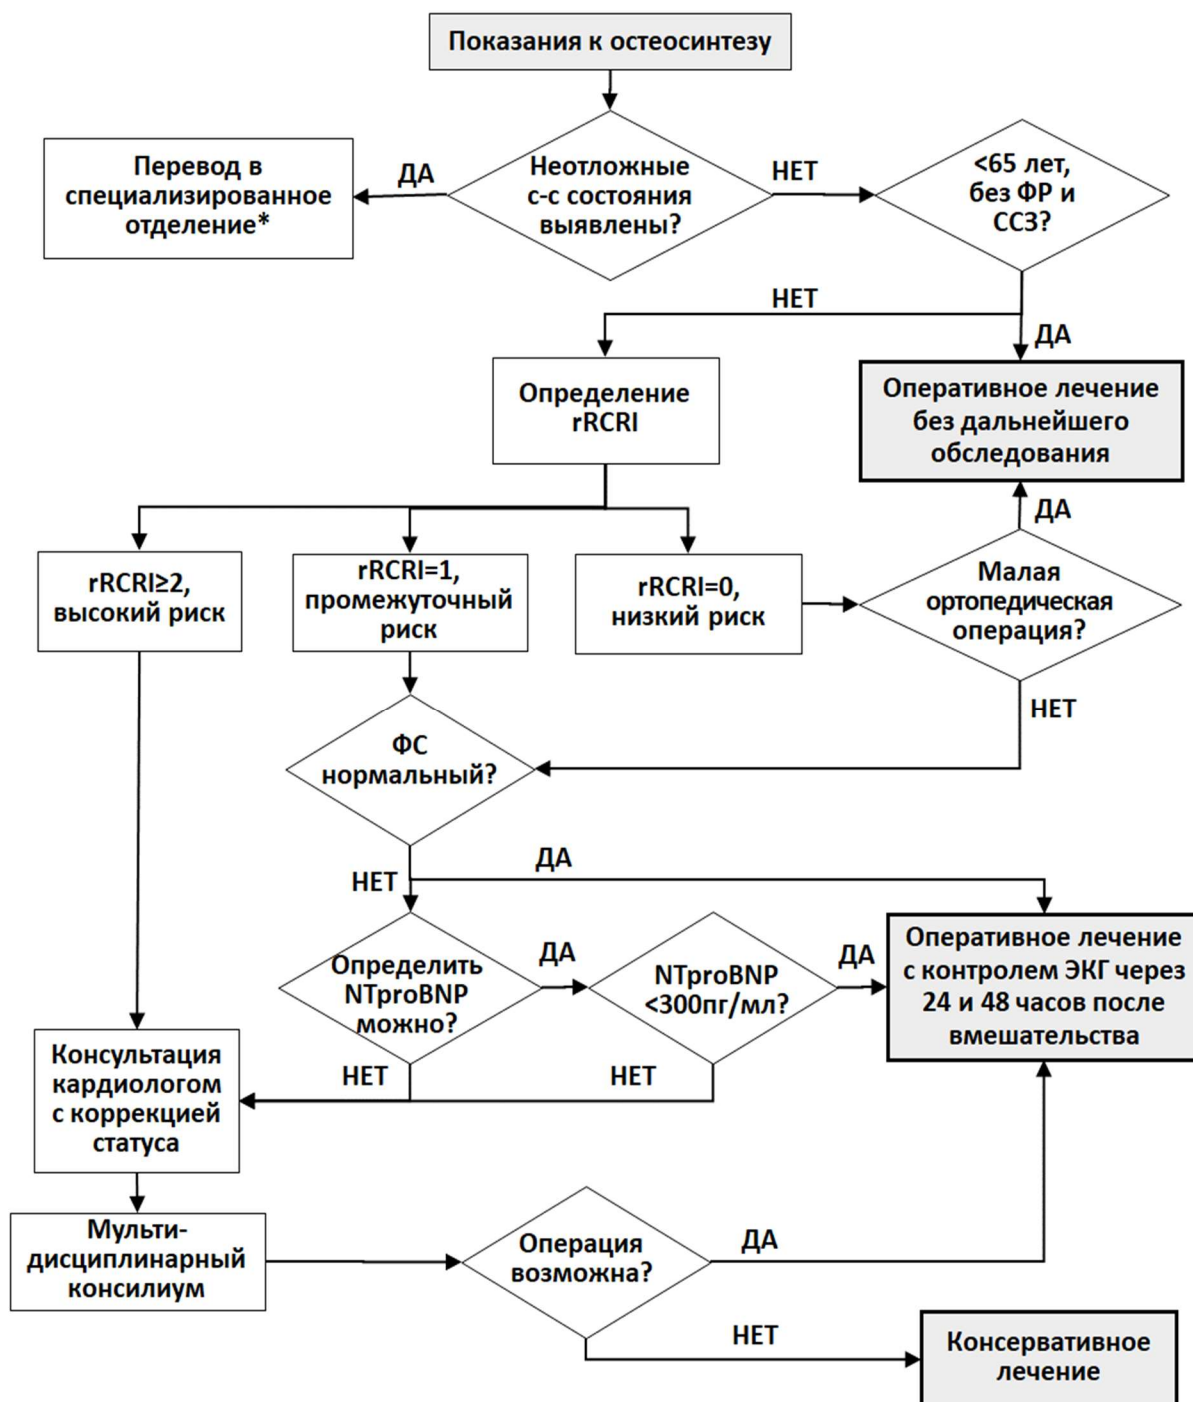 Показания к остеосинтезу
Перевод в
специализированное
отделение*
ДА
Неотложные
с-с состояния
выявлены?
НЕТ
<65 лет,
без ФР и
ССЗ?
НЕТ
ДА
Определение
rRCRI
Оперативное лечение
без дальнейшего
обследования
ДА
rRCRI≥2,
высокий риск
rRCRI=1,
промежуточный
риск
rRCRI=0,
низкий риск
Малая
ортопедическая
операция?
НЕТ
ФС
нормальный?
ДА
НЕТ
Определить
NTproBNP
можно?
ДА
NTproBNP
<300пг/мл?
ДА
Оперативное лечение
с контролем ЭКГ через
24 и 48 часов после
вмешательства
НЕТ
НЕТ
Консультация
кардиологом
с коррекцией
статуса
Мульти-
дисциплинарный
консилиум
Операция
возможна?
ДА
НЕТ
Консервативное
лечение